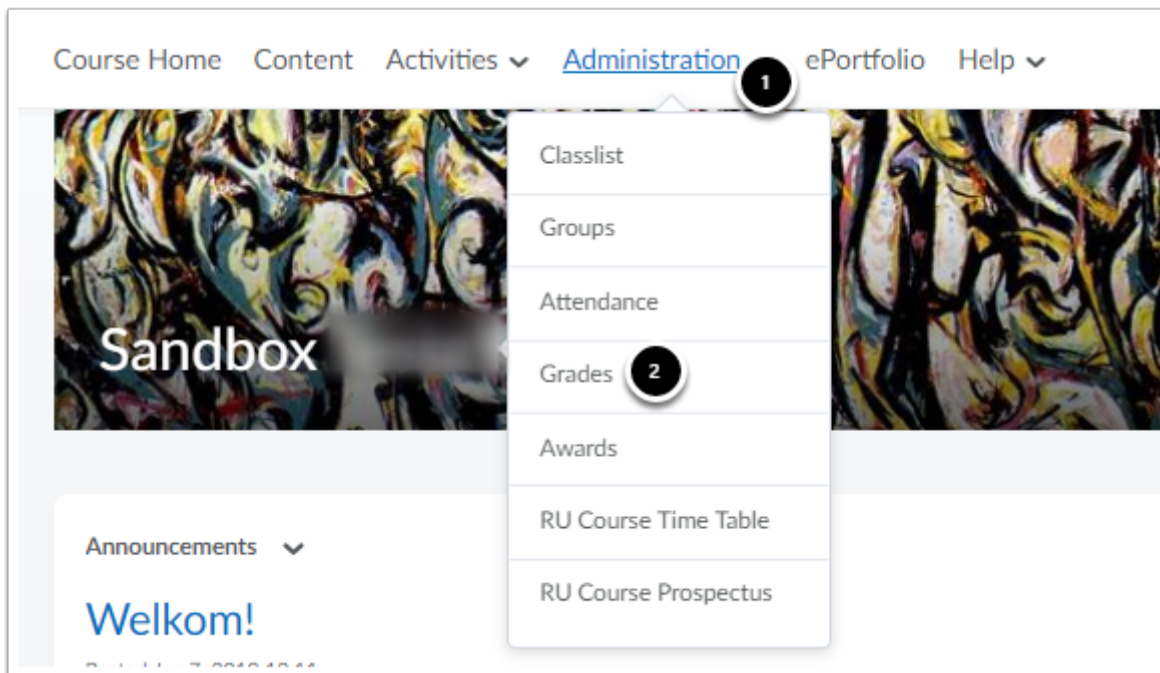 Course Home Content Activities Administration ePortfolio Help
1
Classlist
Groups
Attendance
Grades 2
Awards
RU Course Time Table
RU Course Prospectus
Sandbox
Announcements
Welkom!